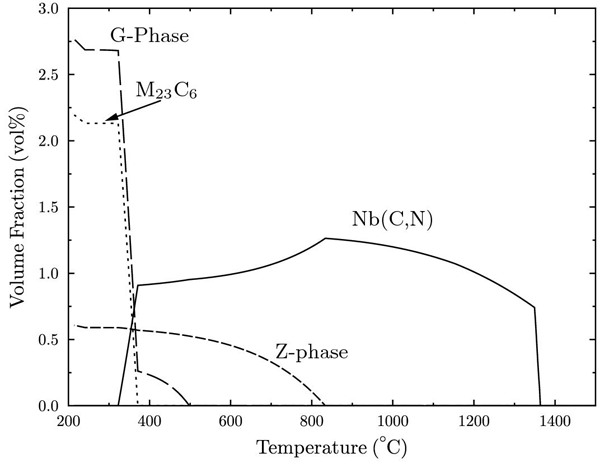 3.0
G-Phase
2.5
M₂₃C₆
2.0
Volume Fraction (vol%)
1.5
Nb(C,N)
1.0
0.5
Z-phase
0.0
200 400 600 800 1000 1200 1400
Temperature (°C)